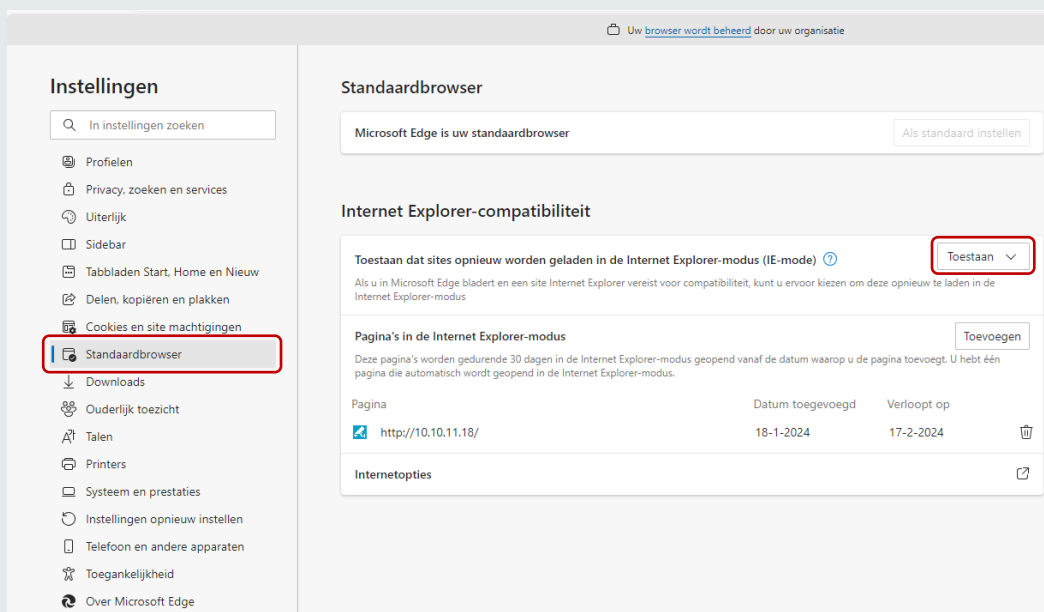 Uw browser wordt beheerd door uw organisatie
Instellingen
In instellingen zoeken
Profielen
Privacy, zoeken en services
Uiterlijk
Sidebar
Tabbladen Start, Home en Nieuw
Delen, kopiëren en plakken
Cookies en site machtigingen
Standaardbrowser
Downloads
Ouderlijk toezicht
Talen
Printers
Systeem en prestaties
Instellingen opnieuw instellen
Telefoon en andere apparaten
Toegankelijkheid
Over Microsoft Edge
Standaardbrowser
Microsoft Edge is uw standaardbrowser
Als standaard instellen
Internet Explorer-compatibiliteit
Toestaan dat sites opnieuw worden geladen in de Internet Explorer-modus (IE-mode)
Toestaan
Als u in Microsoft Edge bladert en een site Internet Explorer vereist voor compatibiliteit, kunt u ervoor kiezen om deze opnieuw te laden in de
Internet Explorer-modus
Pagina's in de Internet Explorer-modus
Toevoegen
Deze pagina's worden gedurende 30 dagen in de Internet Explorer-modus geopend vanaf de datum waarop u de pagina toevoegt. U hebt één
pagina die automatisch wordt geopend in de Internet Explorer-modus.
Pagina Datum toegevoegd Verloopt op
http://10.10.11.18/ 18-1-2024 17-2-2024
Internetopties